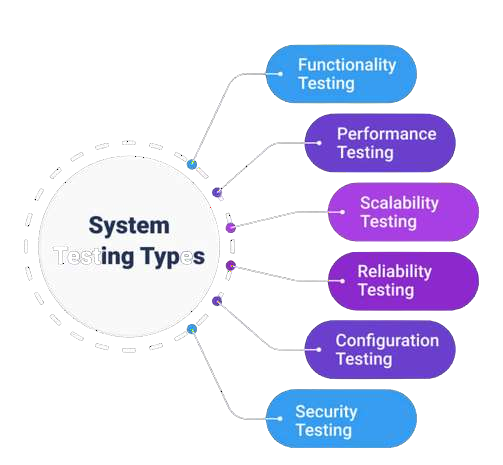 System
Testing Types
Functionality
Testing
Performance
Testing
Scalability
Testing
Reliability
Testing
Configuration
Testing
Security
Testing